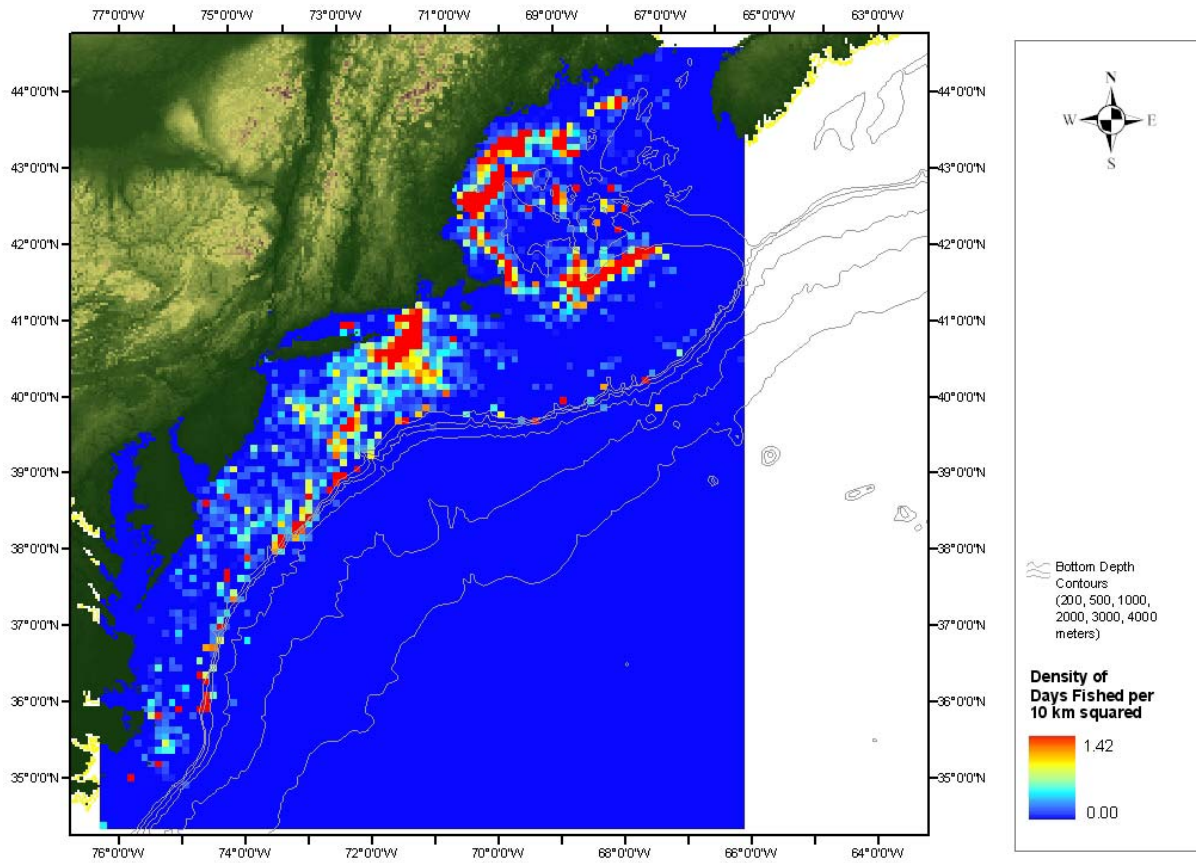 77°0'0"W 75°0'0"W 73°0'0"W 71°0'0"W 69°0'0"W 67°0'0"W 65°0'0"W 63°0'0"W
44°0'0"N 44°0'0"N
43°0'0"N 43°0'0"N
42°0'0"N 42°0'0"N
41°0'0"N 41°0'0"N
40°0'0"N 40°0'0"N
39°0'0"N 39°0'0"N
38°0'0"N 38°0'0"N
37°0'0"N 37°0'0"N
36°0'0"N 36°0'0"N
35°0'0"N 35°0'0"N
76°0'0"W 74°0'0"W 72°0'0"W 70°0'0"W 68°0'0"W 66°0'0"W 64°0'0"W
N
W E
S
Bottom Depth
Contours
(200, 500, 1000,
2000, 3000, 4000
meters)
Density of
Days Fished per
10 km squared
1.42
0.00